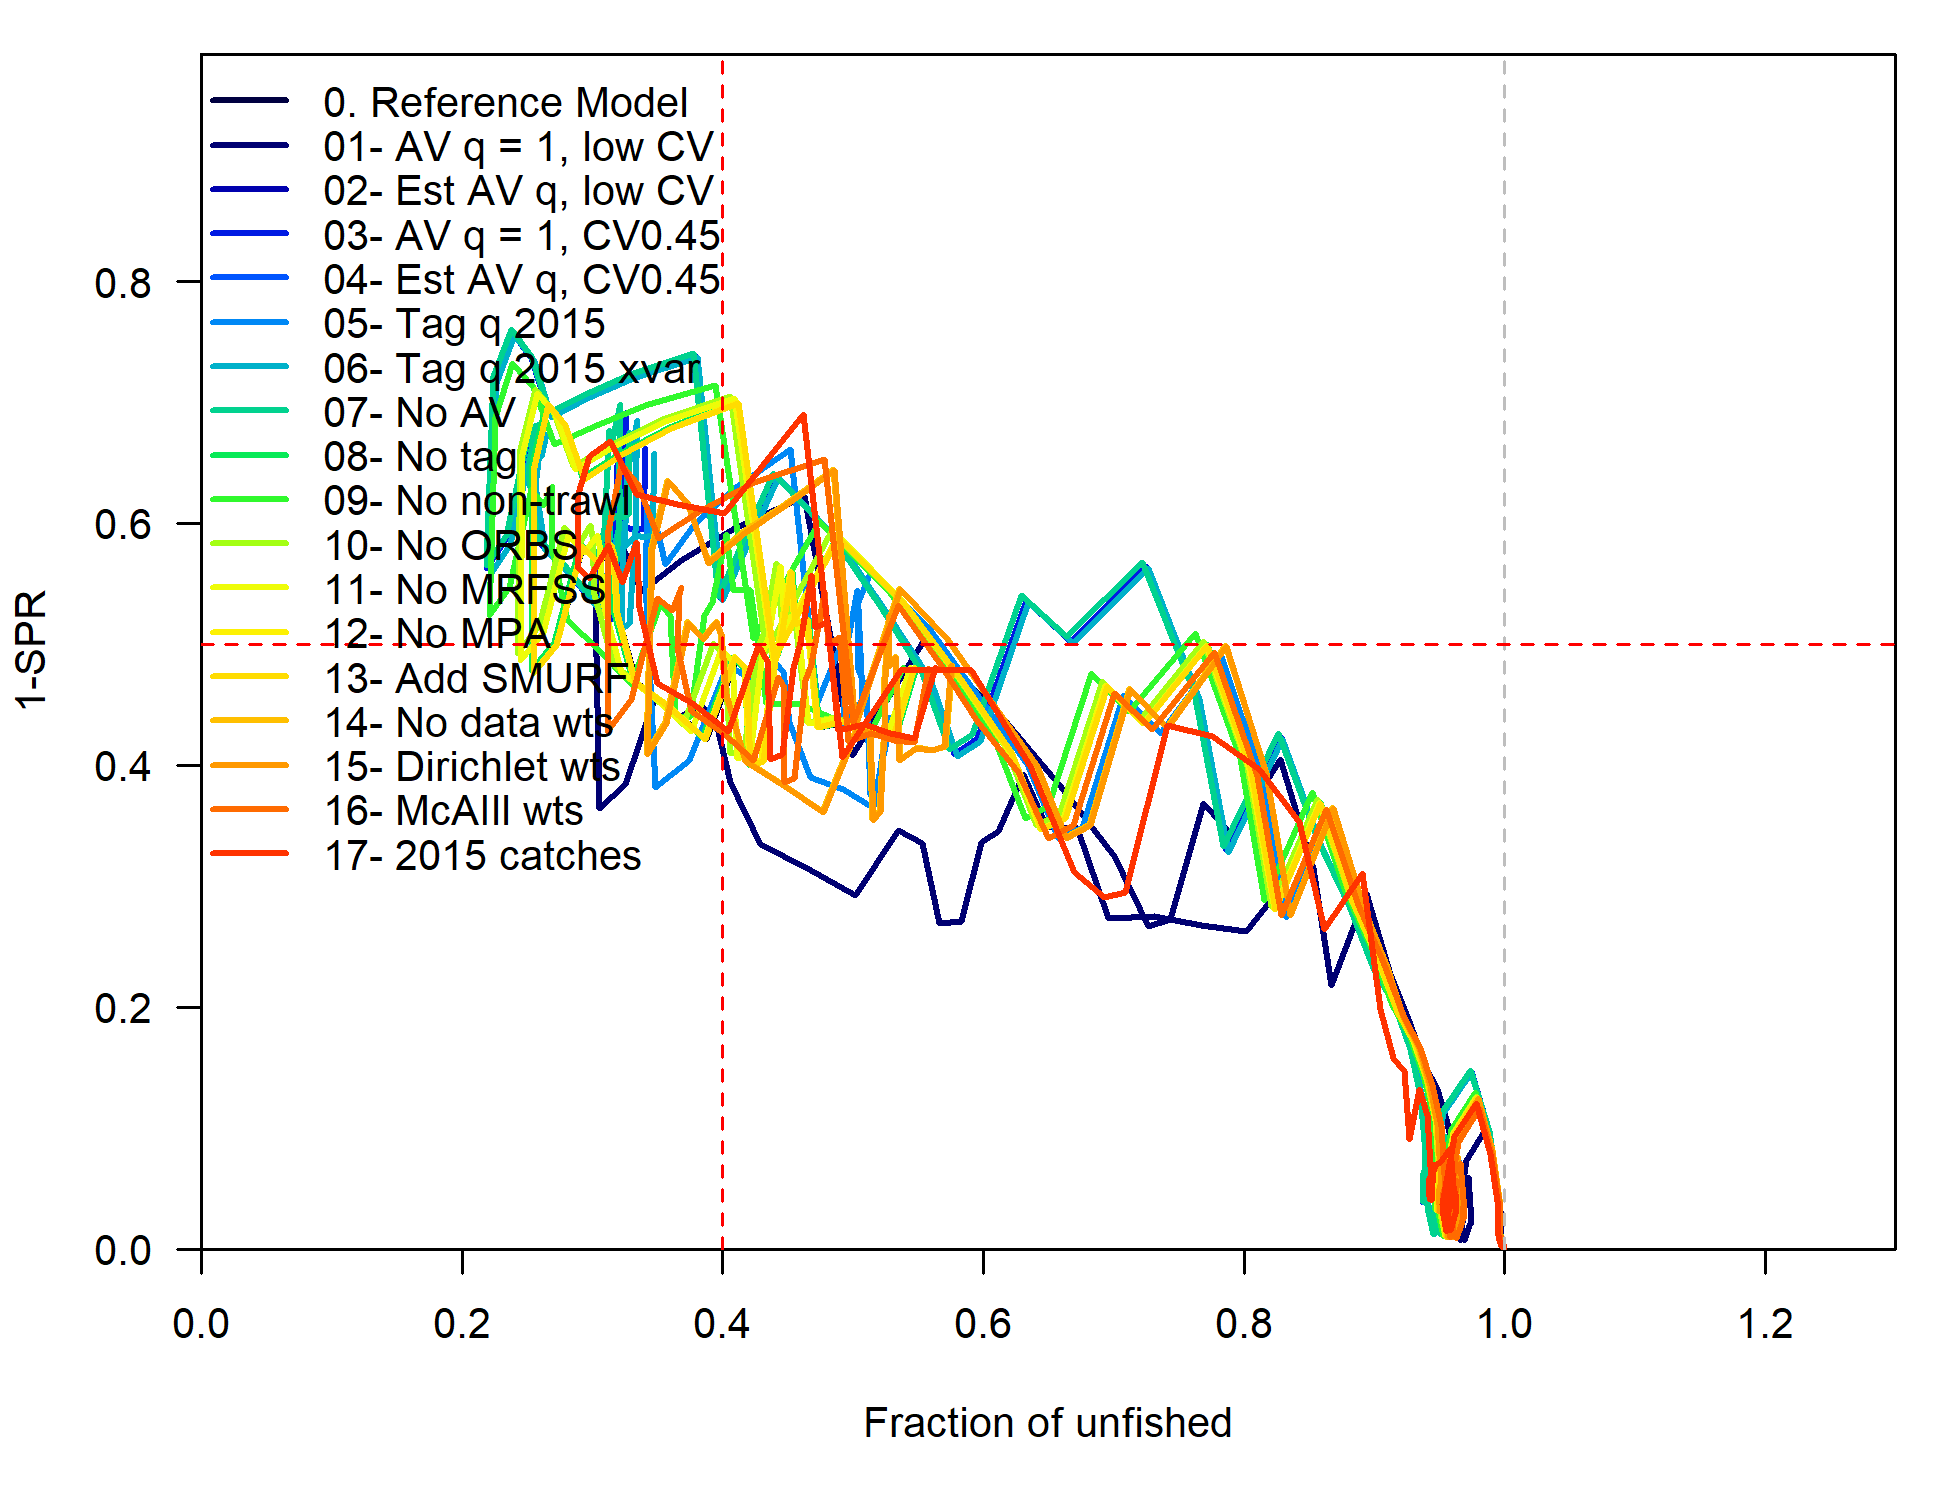 0. Reference Model
01- AV q = 1, low CV
02- Est AV q, low CV
03- AV q = 1, CV0.45
04- Est AV q, CV0.45
05- Tag q 2015
06- Tag q 2015 xvar
07- No AV
08- No tag
09- No non-trawl
10- No ORBS
11- No MRFSS
12- No MPA
13- Add SMURF
14- No data wts
15- Dirichlet wts
16- McAIII wts
17- 2015 catches
1-SPR
0.8
0.6
0.4
0.2
0.0
0.0 0.2 0.4 0.6 0.8 1.0 1.2
Fraction of unfished